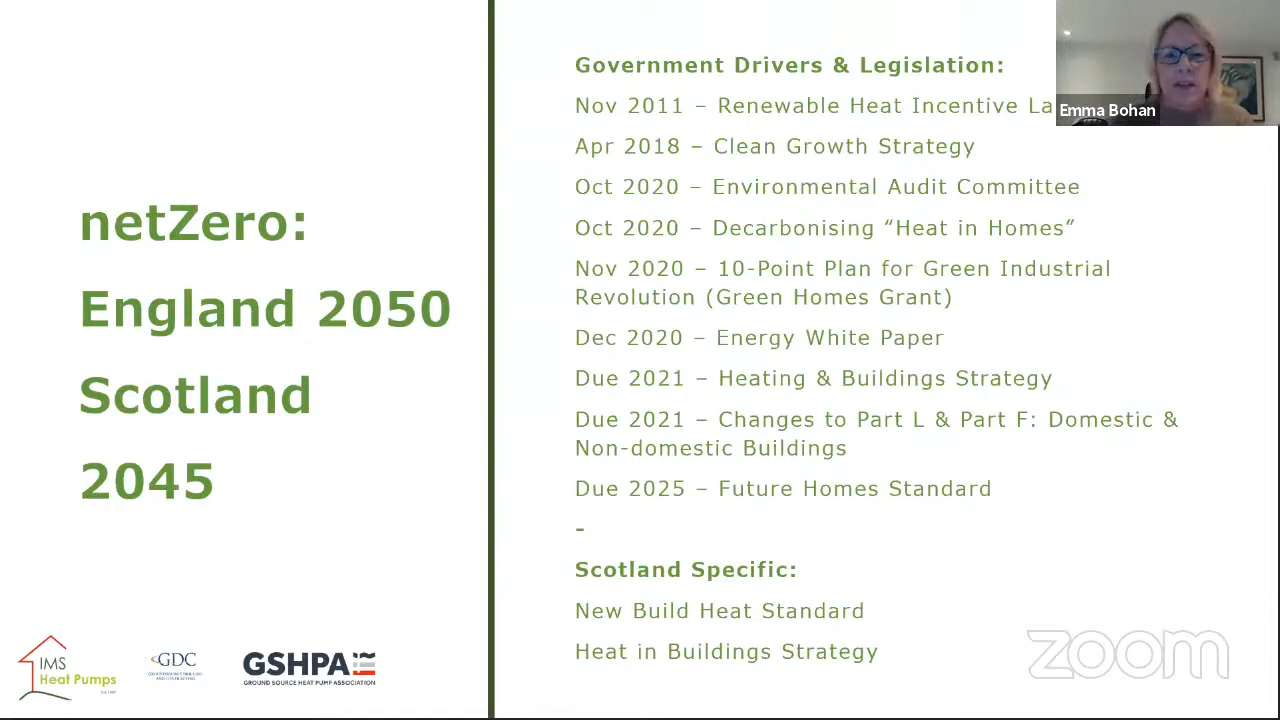 netZero:
England 2050
Scotland
2045
Government Drivers & Legislation:
Nov 2011 – Renewable Heat Incentive La
Apr 2018 – Clean Growth Strategy
Oct 2020 – Environmental Audit Committee
Oct 2020 – Decarbonising “Heat in Homes”
Nov 2020 – 10-Point Plan for Green Industrial
Revolution (Green Homes Grant)
Dec 2020 – Energy White Paper
Due 2021 – Heating & Buildings Strategy
Due 2021 – Changes to Part L & Part F: Domestic &
Non-domestic Buildings
Due 2025 – Future Homes Standard
-
Scotland Specific:
New Build Heat Standard
Heat in Buildings Strategy
Emma Bohan
IMS
Heat Pumps
GDC
GSHPA
GROUND SOURCE HEAT PUMP ASSOCIATION
zoom